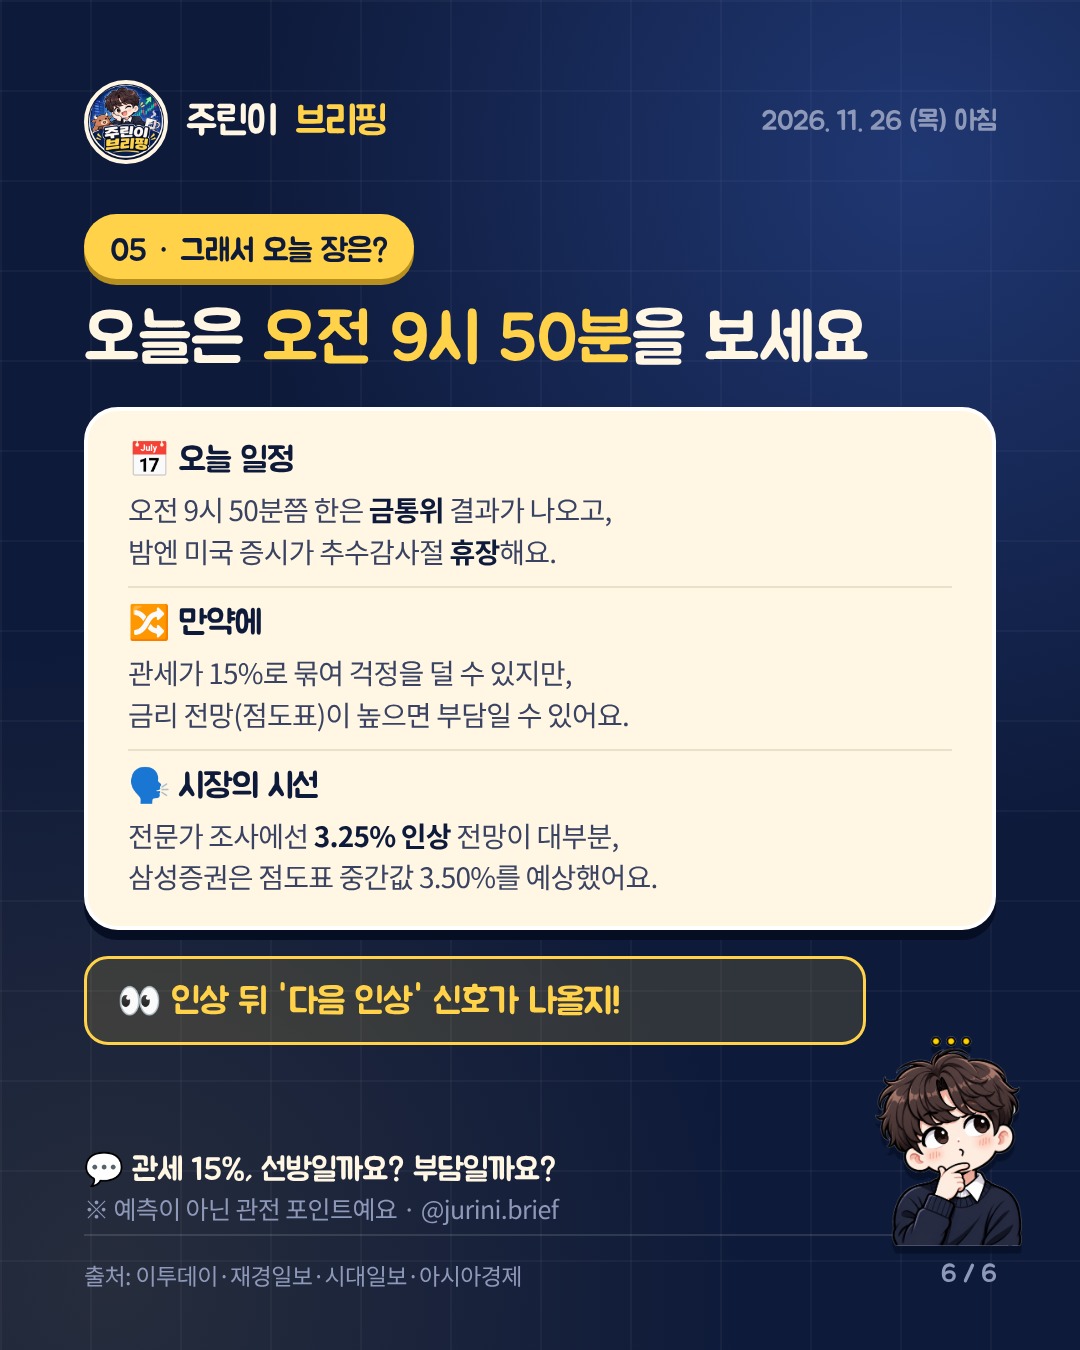 주린이 브리핑
주린이 브리핑
2026. 11. 26 (목) 아침
05 · 그래서 오늘 장은?
오늘은 오전 9시 50분을 보세요
July 17
오늘 일정
오전 9시 50분쯤 한은 금통위 결과가 나오고,
밤엔 미국 증시가 추수감사절 휴장해요.
만약에
관세가 15%로 묶여 걱정을 덜 수 있지만,
금리 전망(점도표)이 높으면 부담일 수 있어요.
시장의 시선
전문가 조사에선 3.25% 인상 전망이 대부분,
삼성증권은 점도표 중간값 3.50%를 예상했어요.
인상 뒤 '다음 인상' 신호가 나올지!
관세 15%, 선방일까요? 부담일까요?
※ 예측이 아닌 관전 포인트예요 · @jurini.brief
출처: 이투데이·재경일보·시대일보·아시아경제
6 / 6